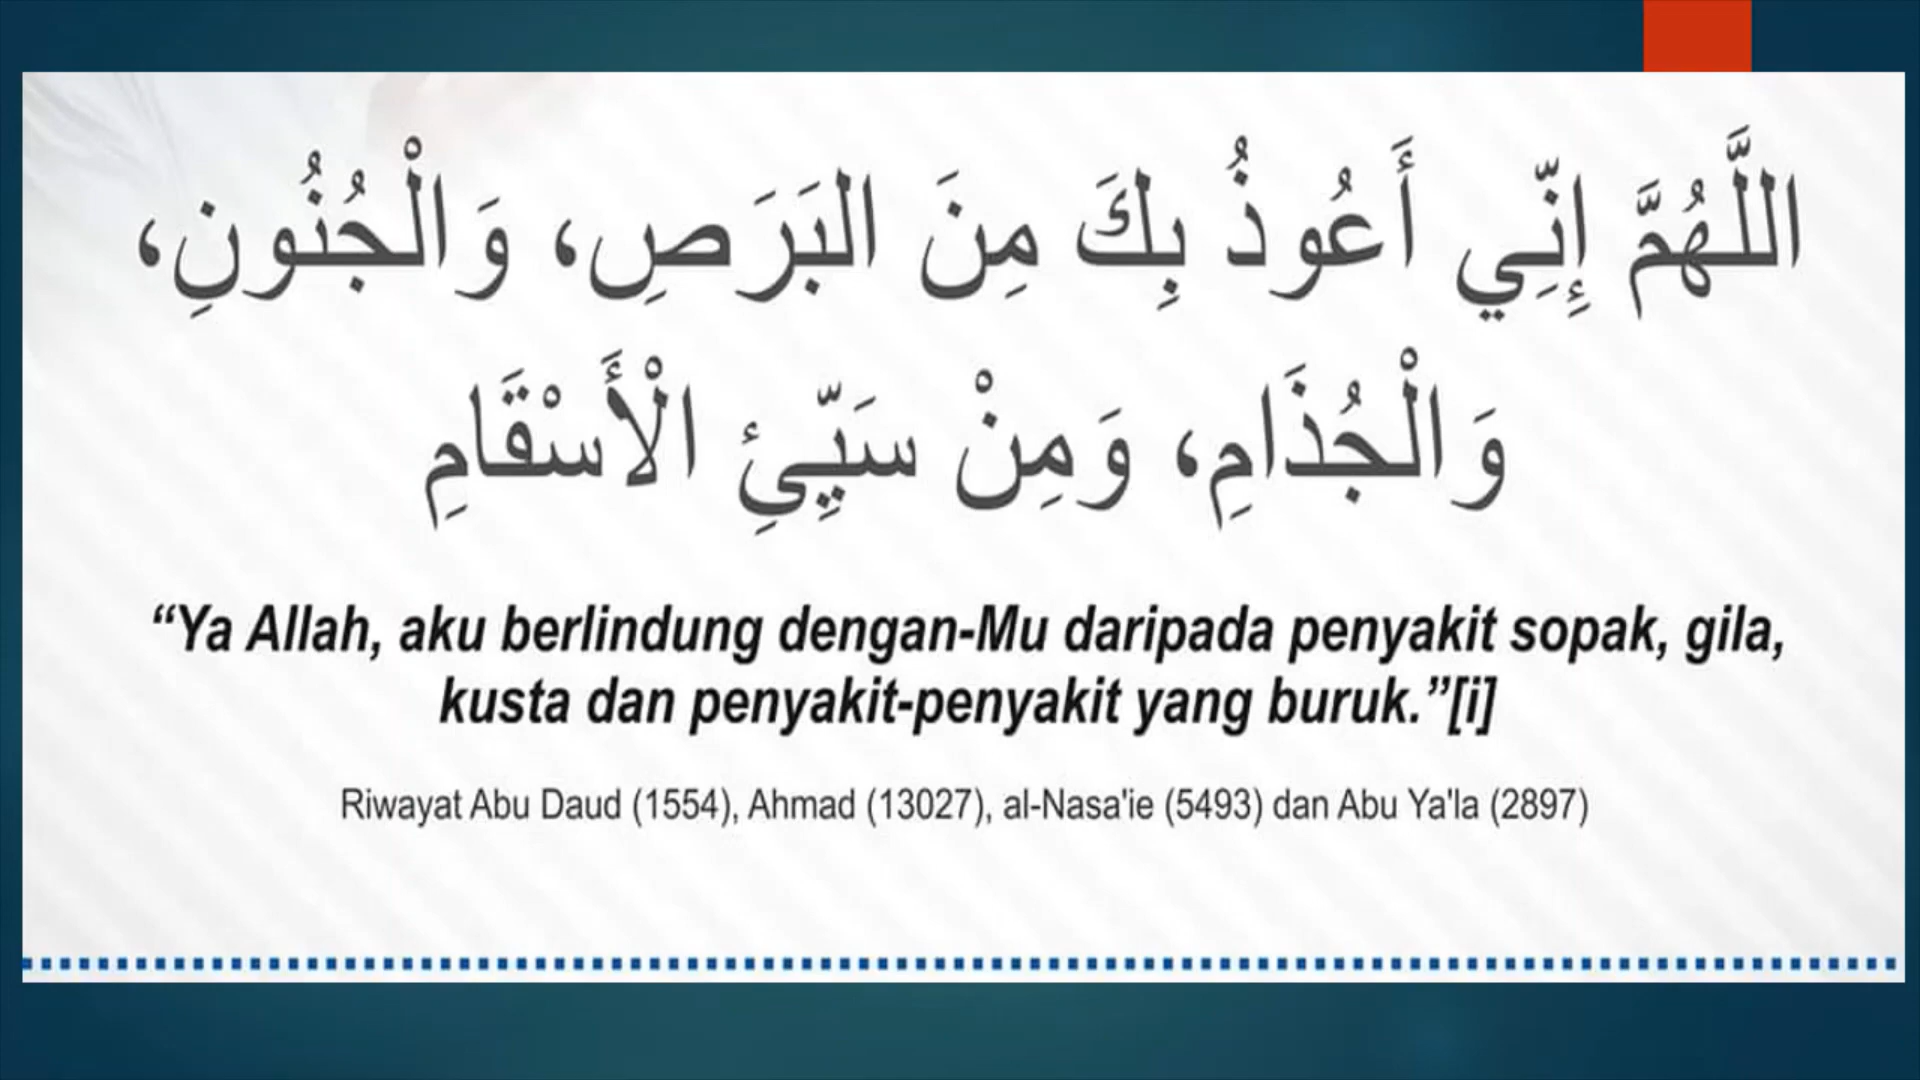 اللَّهُمَّ إِنِّي أَعُوذُ بِكَ مِنَ البَرَصِ، وَالْجُنُونِ،
وَالْجُذَامِ، وَمِنْ سَيِّئِ الْأَسْقَامِ
“Ya Allah, aku berlindung dengan-Mu daripada penyakit sopak, gila,
kusta dan penyakit-penyakit yang buruk.”[i]
Riwayat Abu Daud (1554), Ahmad (13027), al-Nasa'ie (5493) dan Abu Ya'la (2897)